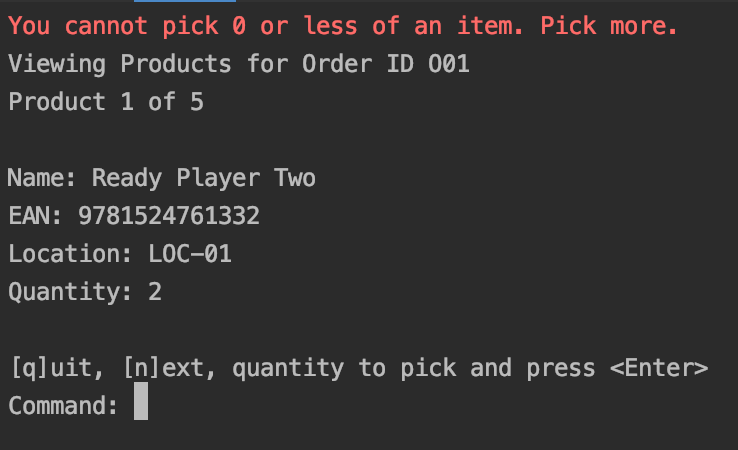 You cannot pick 0 or less of an item. Pick more.
Viewing Products for Order ID O01
Product 1 of 5
Name: Ready Player Two
EAN: 9781524761332
Location: LOC-01
Quantity: 2
[q]uit, [n]ext, quantity to pick and press <Enter>
Command: